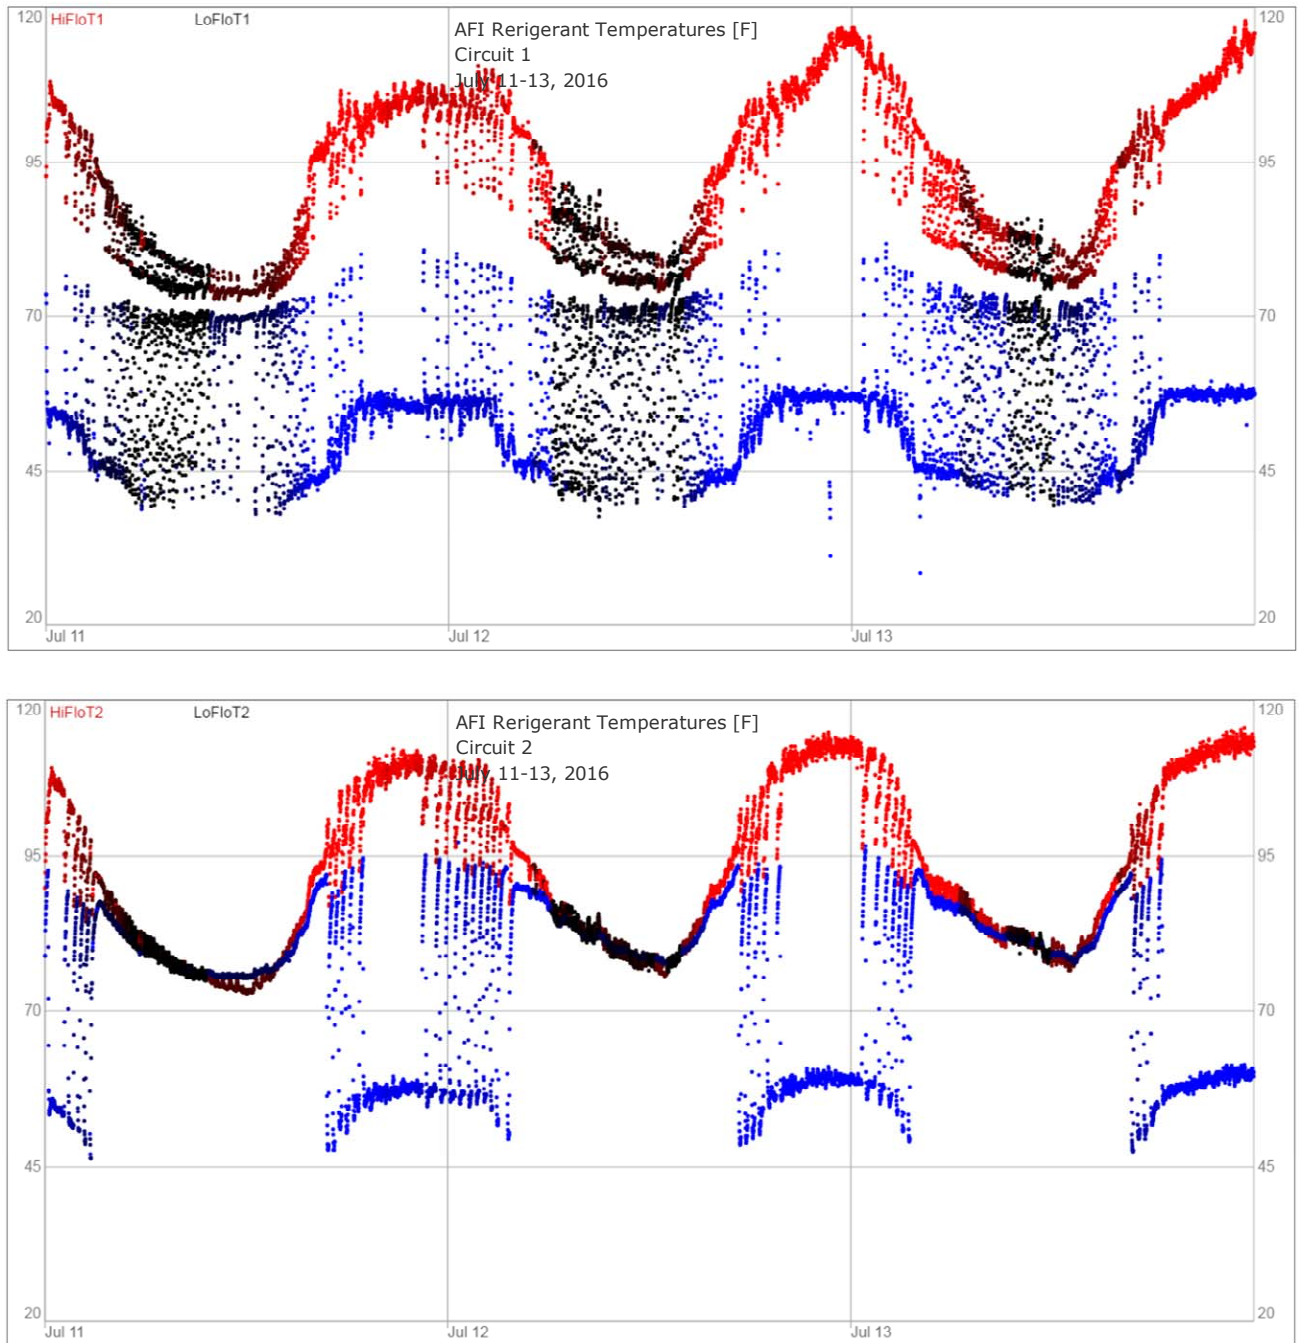 120 HiFloT1 LoFloT1 120
AFI Rerigerant Temperatures [F]
Circuit 1
July 11-13, 2016
95 95
70 70
45 45
20 20
Jul 11 Jul 12 Jul 13
120 HiFloT2 LoFloT2 120
AFI Rerigerant Temperatures [F]
Circuit 2
July 11-13, 2016
95 95
70 70
45 45
20 20
Jul 11 Jul 12 Jul 13